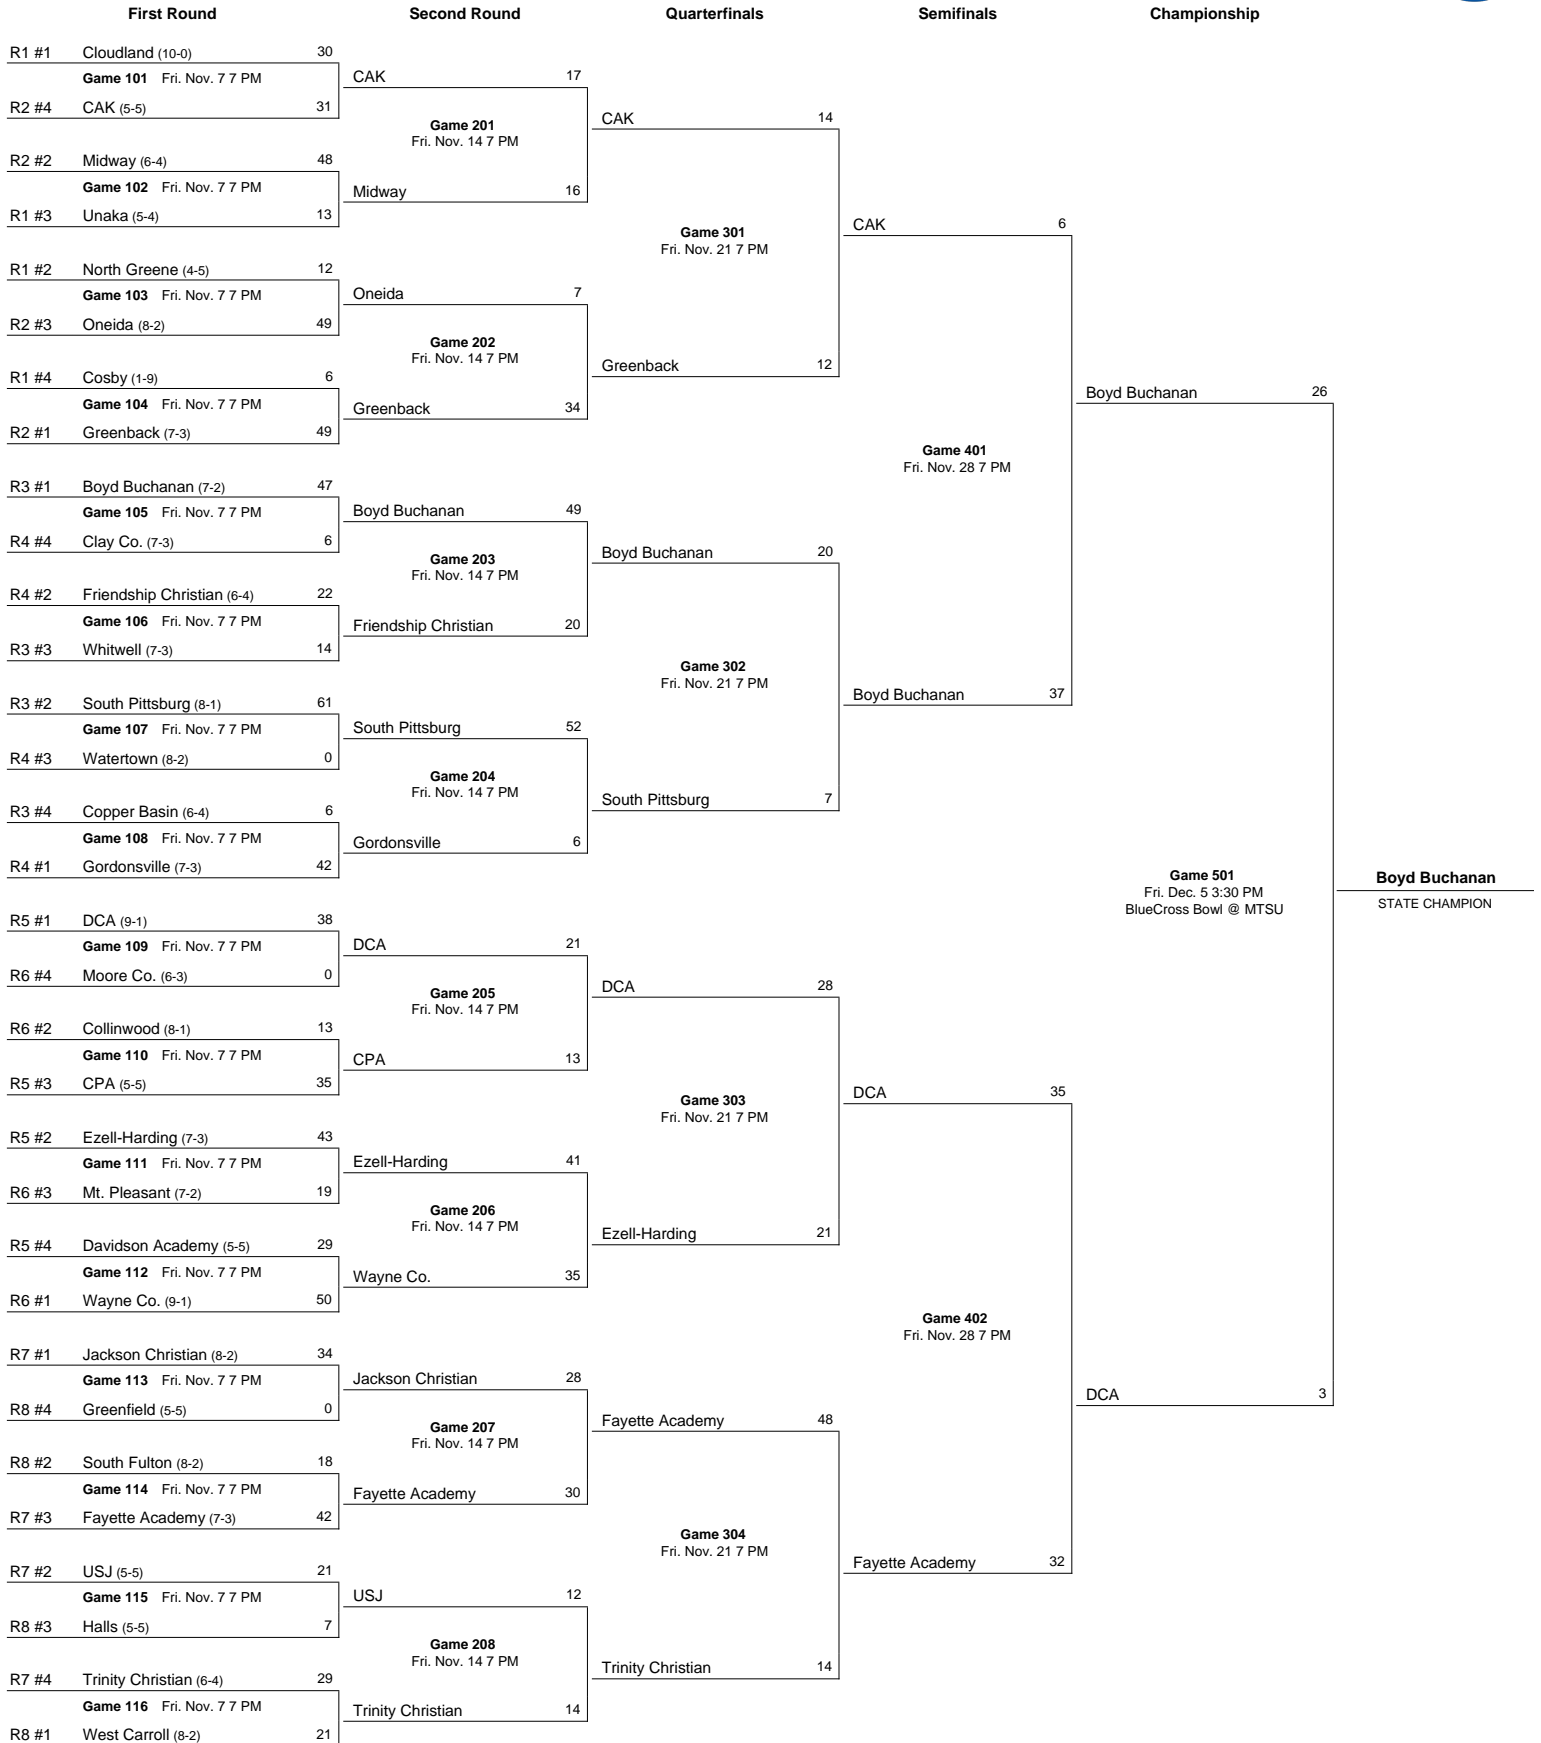 First Round Second Round Quarterfinals Semifinals Championship
R1 #1 Cloudland (10-0) 30
Game 101 Fri. Nov. 7 7 PM
R2 #4 CAK (5-5) 31
R2 #2 Midway (6-4) 48
Game 102 Fri. Nov. 7 7 PM
R1 #3 Unaka (5-4) 13
R1 #2 North Greene (4-5) 12
Game 103 Fri. Nov. 7 7 PM
R2 #3 Oneida (8-2) 49
R1 #4 Cosby (1-9) 6
Game 104 Fri. Nov. 7 7 PM
R2 #1 Greenback (7-3) 49
R3 #1 Boyd Buchanan (7-2) 47
Game 105 Fri. Nov. 7 7 PM
R4 #4 Clay Co. (7-3) 6
R4 #2 Friendship Christian (6-4) 22
Game 106 Fri. Nov. 7 7 PM
R3 #3 Whitwell (7-3) 14
R3 #2 South Pittsburg (8-1) 61
Game 107 Fri. Nov. 7 7 PM
R4 #3 Watertown (8-2) 0
R3 #4 Copper Basin (6-4) 6
Game 108 Fri. Nov. 7 7 PM
R4 #1 Gordonsville (7-3) 42
R5 #1 DCA (9-1) 38
Game 109 Fri. Nov. 7 7 PM
R6 #4 Moore Co. (6-3) 0
R6 #2 Collinwood (8-1) 13
Game 110 Fri. Nov. 7 7 PM
R5 #3 CPA (5-5) 35
R5 #2 Ezell-Harding (7-3) 43
Game 111 Fri. Nov. 7 7 PM
R6 #3 Mt. Pleasant (7-2) 19
R5 #4 Davidson Academy (5-5) 29
Game 112 Fri. Nov. 7 7 PM
R6 #1 Wayne Co. (9-1) 50
R7 #1 Jackson Christian (8-2) 34
Game 113 Fri. Nov. 7 7 PM
R8 #4 Greenfield (5-5) 0
R8 #2 South Fulton (8-2) 18
Game 114 Fri. Nov. 7 7 PM
R7 #3 Fayette Academy (7-3) 42
R7 #2 USJ (5-5) 21
Game 115 Fri. Nov. 7 7 PM
R8 #3 Halls (5-5) 7
R7 #4 Trinity Christian (6-4) 29
Game 116 Fri. Nov. 7 7 PM
R8 #1 West Carroll (8-2) 21
CAK 17
Game 201
Fri. Nov. 14 7 PM
Midway 16
Oneida 7
Game 202
Fri. Nov. 14 7 PM
Greenback 34
Boyd Buchanan 49
Game 203
Fri. Nov. 14 7 PM
Friendship Christian 20
South Pittsburg 52
Game 204
Fri. Nov. 14 7 PM
Gordonsville 6
DCA 21
Game 205
Fri. Nov. 14 7 PM
CPA 13
Ezell-Harding 41
Game 206
Fri. Nov. 14 7 PM
Wayne Co. 35
Jackson Christian 28
Game 207
Fri. Nov. 14 7 PM
Fayette Academy 30
USJ 12
Game 208
Fri. Nov. 14 7 PM
Trinity Christian 14
CAK 14
Game 301
Fri. Nov. 21 7 PM
Greenback 12
Boyd Buchanan 20
Game 302
Fri. Nov. 21 7 PM
South Pittsburg 7
DCA 28
Game 303
Fri. Nov. 21 7 PM
Ezell-Harding 21
Fayette Academy 48
Game 304
Fri. Nov. 21 7 PM
Trinity Christian 14
CAK 6
Game 401
Fri. Nov. 28 7 PM
Boyd Buchanan 37
DCA 35
Game 402
Fri. Nov. 28 7 PM
Fayette Academy 32
Boyd Buchanan 26
Game 501
Fri. Dec. 5 3:30 PM
BlueCross Bowl @ MTSU
DCA 3
Boyd Buchanan
STATE CHAMPION